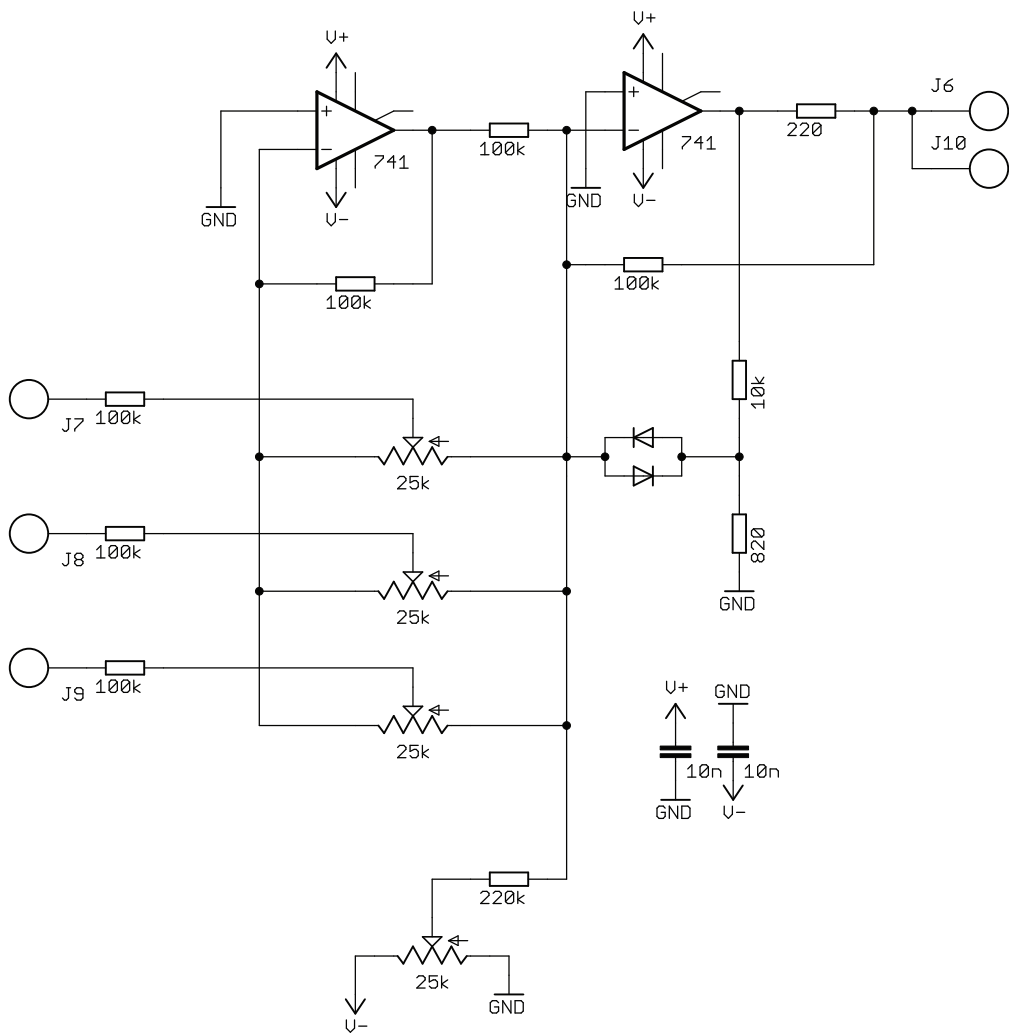 V+
V+
J6
+
+
220
J10
−
100k
−
741
741
GND
V-
GND
V-
100k
100k
10k
J7
100k
25k
820
J8
100k
25k
GND
J9
100k
V+
GND
25k
10n
10n
GND
V-
220k
25k
GND
V-